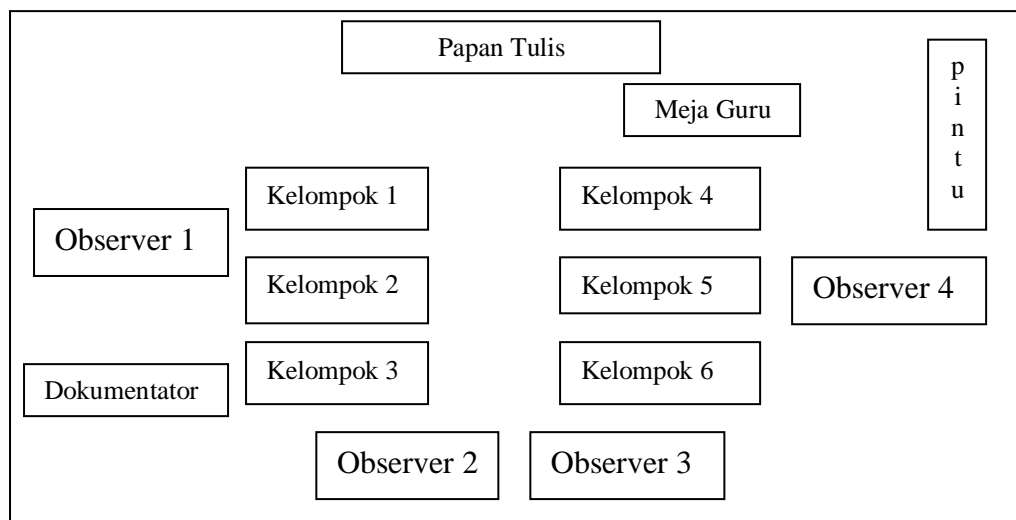 Papan Tulis
Meja Guru
pintu
Kelompok 1
Kelompok 4
Observer 1
Kelompok 2
Kelompok 5
Observer 4
Kelompok 3
Kelompok 6
Dokumentator
Observer 2
Observer 3